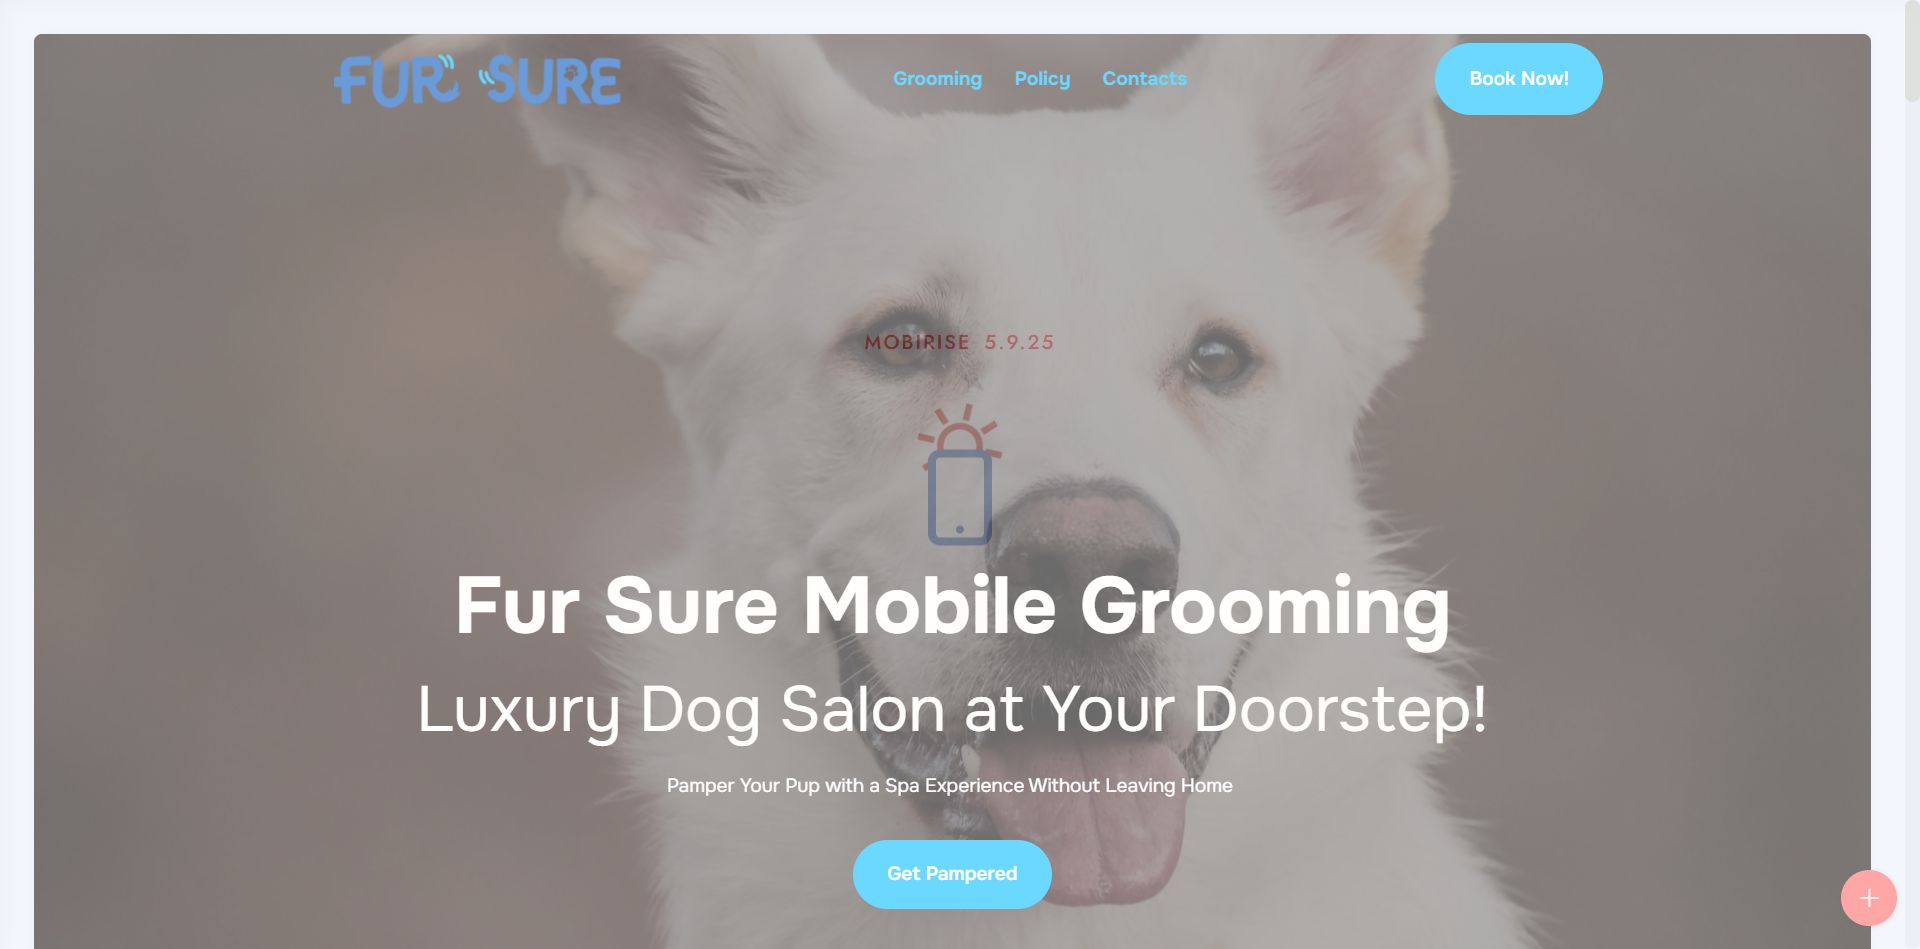 FUR SURE
Grooming Policy Contacts
Book Now!
MOBIRISE 5.9.25
Fur Sure Mobile Grooming
Luxury Dog Salon at Your Doorstep!
Pamper Your Pup with a Spa Experience Without Leaving Home
Get Pampered